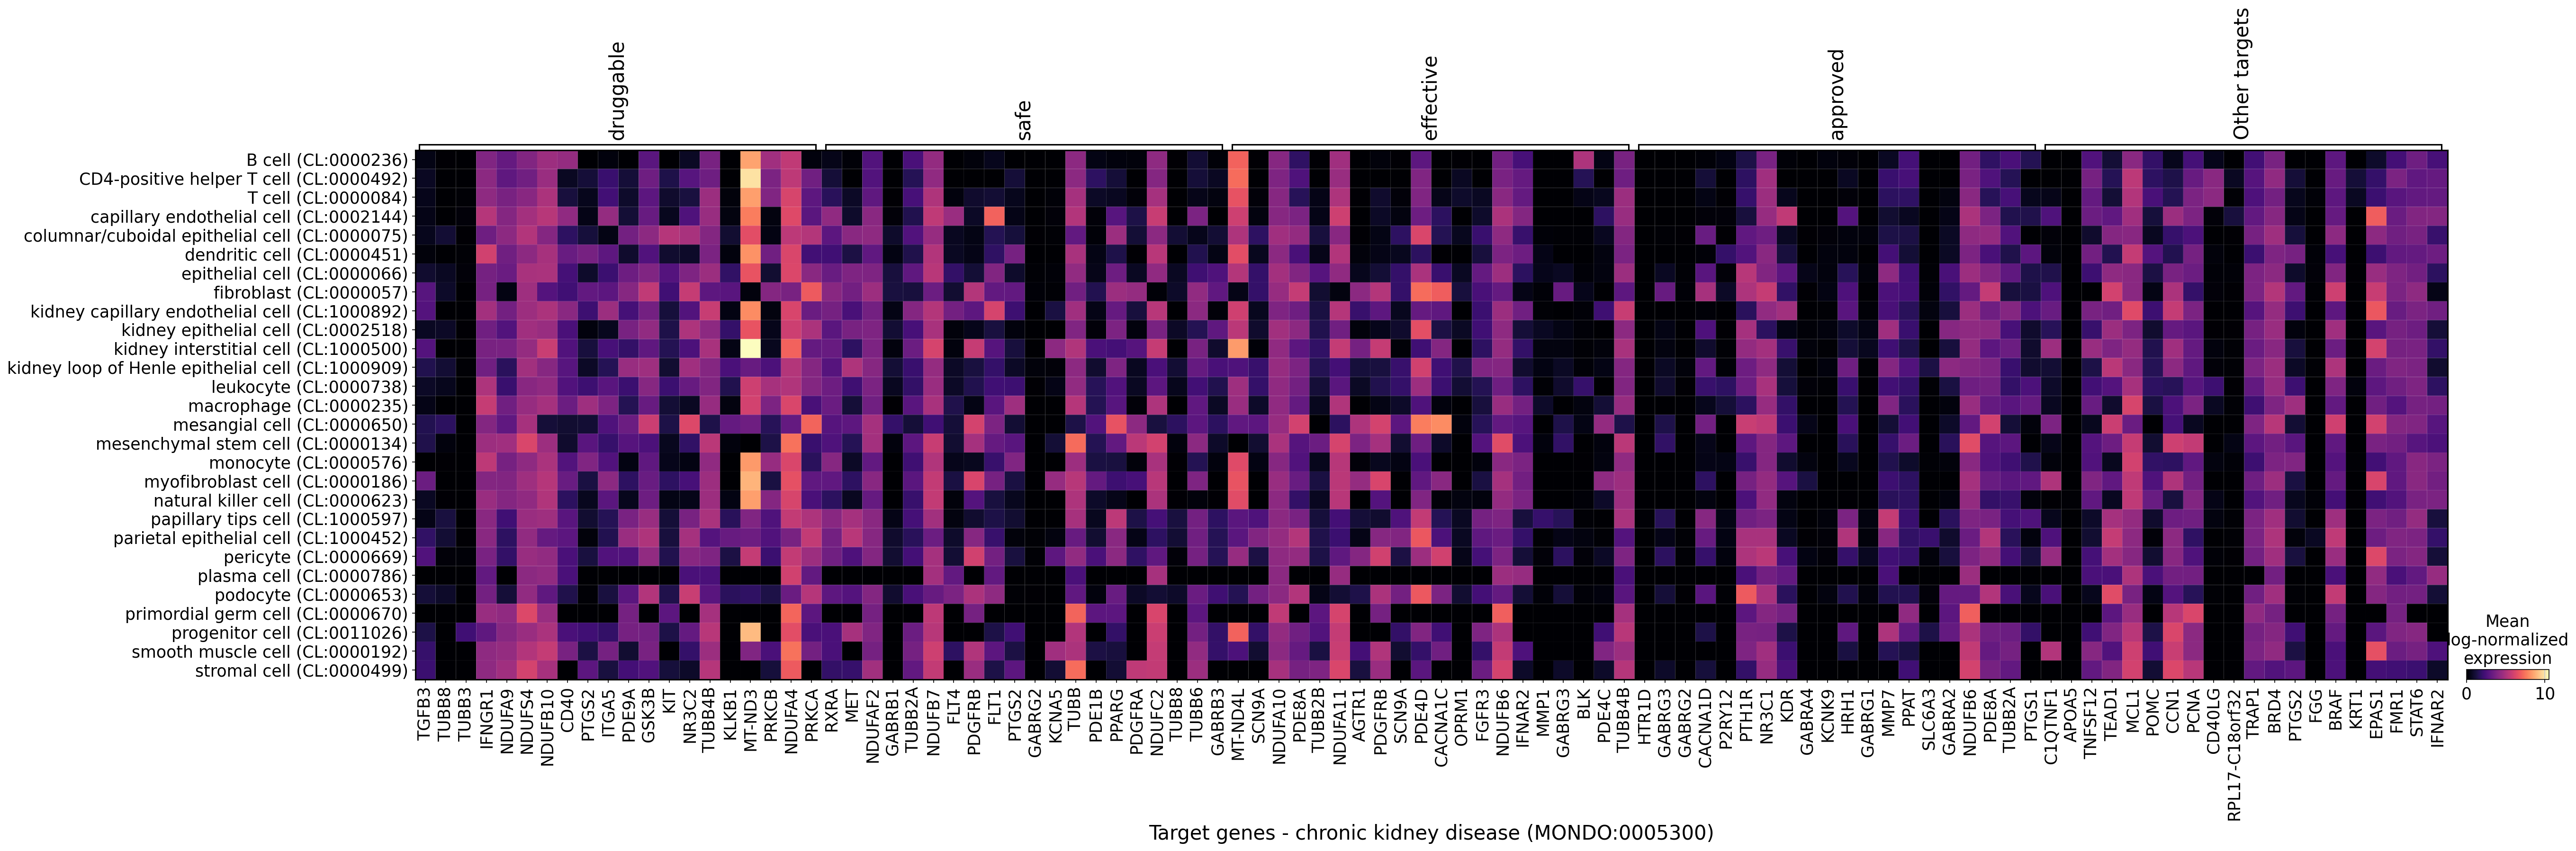 druggable
safe
effective
approved
Other targets
B cell (CL:0000236)
CD4-positive helper T cell (CL:0000492)
T cell (CL:0000084)
capillary endothelial cell (CL:0002144)
columnar/cuboidal epithelial cell (CL:0000075)
dendritic cell (CL:0000451)
epithelial cell (CL:0000066)
fibroblast (CL:0000057)
kidney capillary endothelial cell (CL:1000892)
kidney epithelial cell (CL:0002518)
kidney interstitial cell (CL:1000500)
kidney loop of Henle epithelial cell (CL:1000909)
leukocyte (CL:0000738)
macrophage (CL:0000235)
mesangial cell (CL:0000650)
mesenchymal stem cell (CL:0000134)
monocyte (CL:0000576)
myofibroblast cell (CL:0000186)
natural killer cell (CL:0000623)
papillary tips cell (CL:1000597)
parietal epithelial cell (CL:1000452)
pericyte (CL:0000669)
plasma cell (CL:0000786)
podocyte (CL:0000653)
primordial germ cell (CL:0000670)
progenitor cell (CL:0011026)
smooth muscle cell (CL:0000192)
stromal cell (CL:0000499)
TGFB3
TUBB8
TUBB3
IFNGR1
NDUFA9
NDUFS4
NDUFB10
CD40
PTGS2
ITGA5
PDE9A
GSK3B
KIT
NR3C2
TUBB4B
KLKB1
MT-ND3
PRKCB
NDUFA4
PRKCA
RXRA
MET
NDUFAF2
GABRB1
TUBB2A
NDUFB7
FLT4
PDGFRB
FLT1
PTGS2
GABRG2
KCNA5
TUBB
PDE1B
PPARG
PDGFRA
NDUFC2
TUBB8
TUBB6
GABRB3
MT-ND4L
SCN9A
NDUFA10
PDE8A
TUBB2B
NDUFA11
AGTR1
PDGFRB
SCN9A
PDE4D
CACNA1C
OPRM1
FGFR3
NDUFB6
IFNAR2
MMP1
GABRG3
BLK
PDE4C
TUBB4B
HTR1D
GABRG3
GABRG2
CACNA1D
P2RY12
PTH1R
NR3C1
KDR
GABRA4
KCNK9
HRH1
GABRG1
MMP7
PPAT
SLC6A3
GABRA2
NDUFB6
PDE8A
TUBB2A
PTGS1
C1QTNF1
APOA5
TNFSF12
TEAD1
MCL1
POMC
CCN1
PCNA
CD40LG
RPL17-C18orf32
TRAP1
BRD4
PTGS2
FGG
BRAF
KRT1
EPAS1
FMR1
STAT6
IFNAR2
Target genes - chronic kidney disease (MONDO:0005300)
Mean
log-normalized
expression
0 10